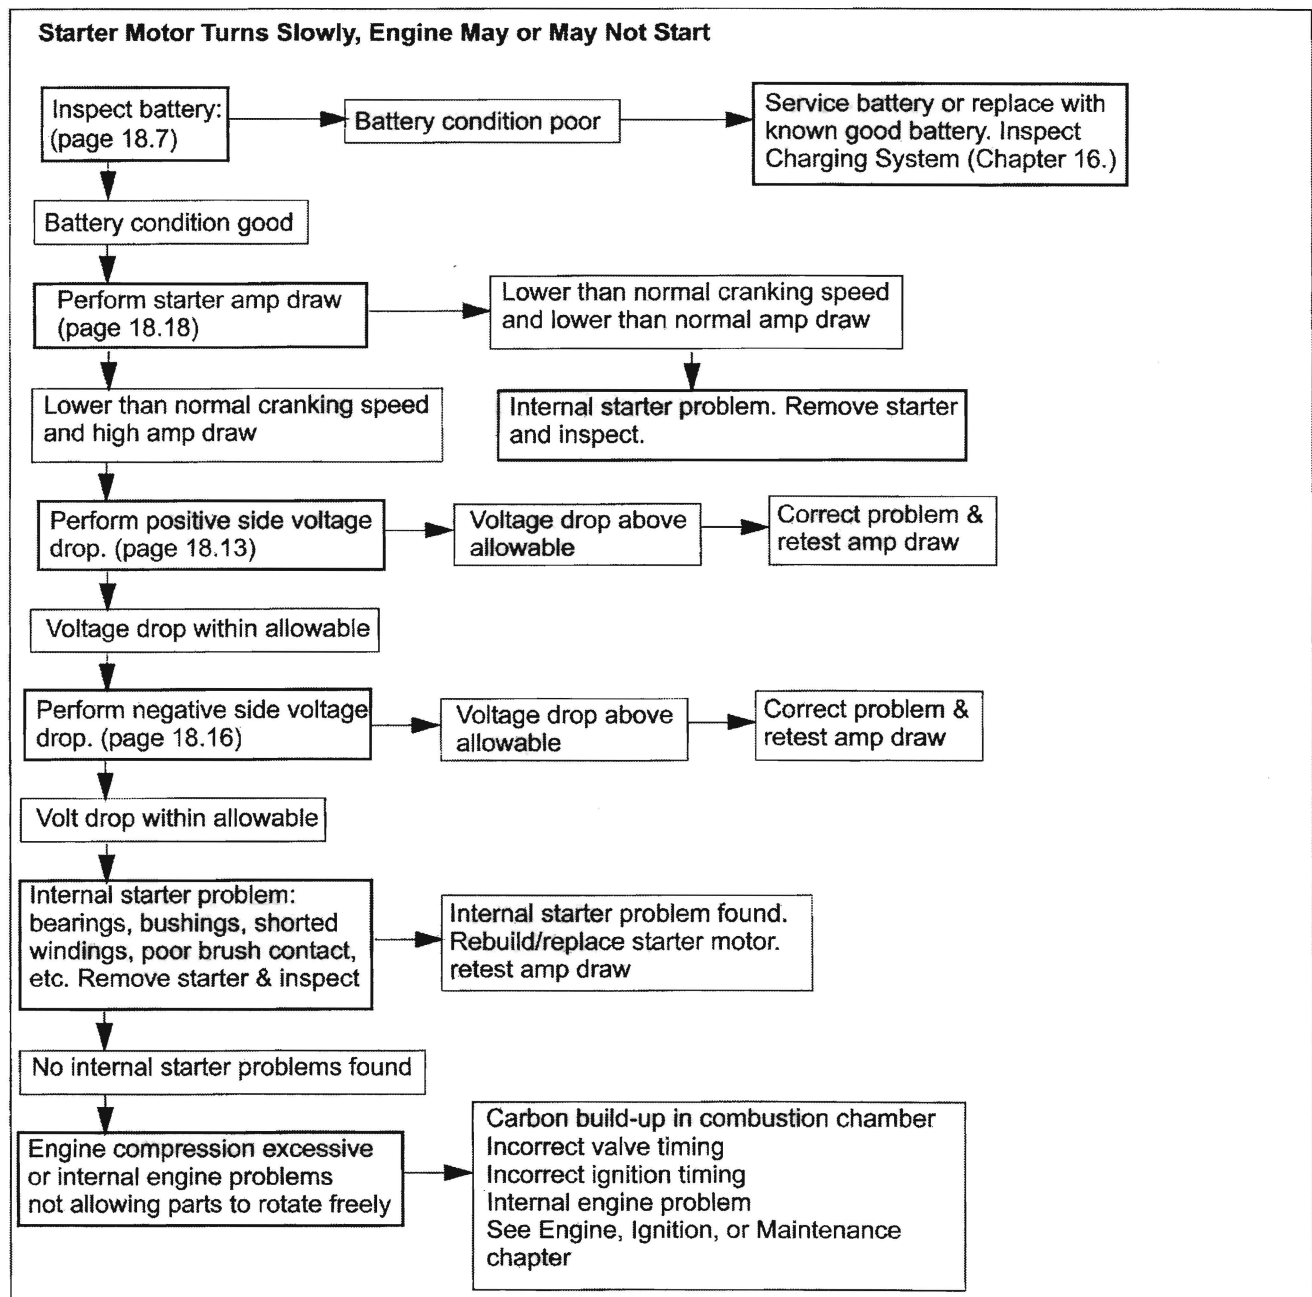 Starter Motor Turns Slowly, Engine May or May Not Start
Inspect battery:
(page 18.7)
Battery condition poor
Service battery or replace with
known good battery. Inspect
Charging System (Chapter 16.)
Battery condition good
Perform starter amp draw
(page 18.18)
Lower than normal cranking speed
and lower than normal amp draw
Lower than normal cranking speed
and high amp draw
Internal starter problem. Remove starter
and inspect.
Perform positive side voltage
drop. (page 18.13)
Voltage drop above
allowable
Correct problem &
retest amp draw
Voltage drop within allowable
Perform negative side voltage
drop. (page 18.16)
Voltage drop above
allowable
Correct problem &
retest amp draw
Volt drop within allowable
Internal starter problem:
bearings, bushings, shorted
windings, poor brush contact,
etc. Remove starter & inspect
Internal starter problem found.
Rebuild/replace starter motor.
retest amp draw
No internal starter problems found
Engine compression excessive
or internal engine problems
not allowing parts to rotate freely
Carbon build-up in combustion chamber
Incorrect valve timing
Incorrect ignition timing
Internal engine problem
See Engine, Ignition, or Maintenance
chapter